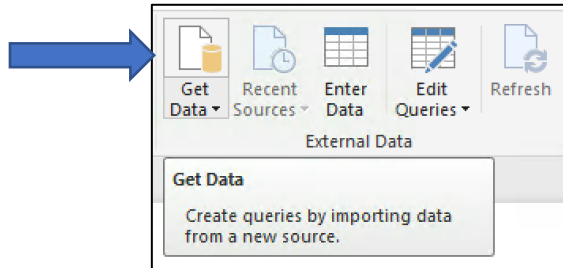 Get Data ▾
Recent Sources ▾
Enter Data
Edit Queries ▾
Refresh
External Data
Get Data
Create queries by importing data
from a new source.